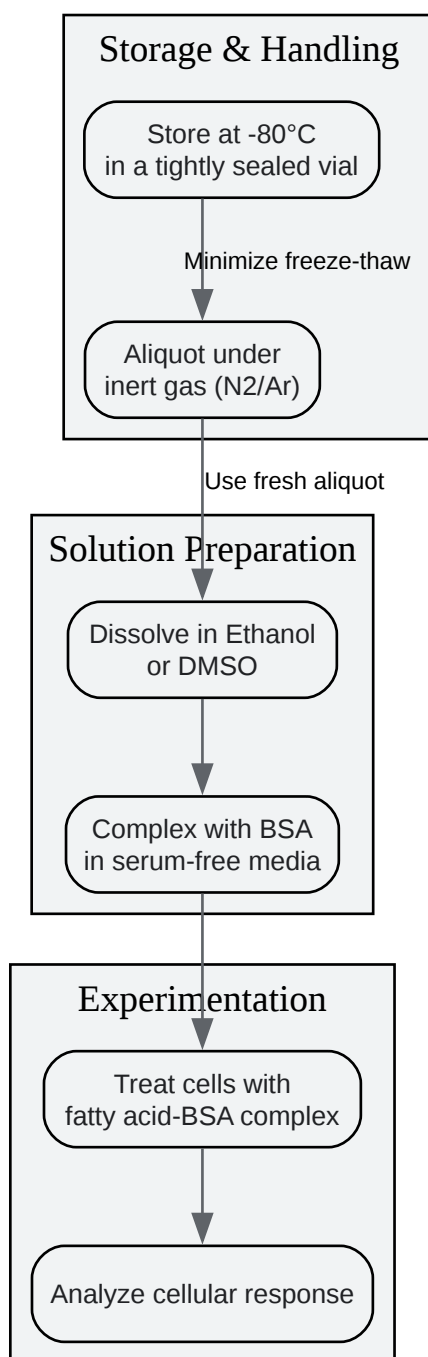 Storage & Handling
Store at -80°C
in a tightly sealed vial
Minimize freeze-thaw
Aliquot under
inert gas (N2/Ar)
Use fresh aliquot
Solution Preparation
Dissolve in Ethanol
or DMSO
Complex with BSA
in serum-free media
Experimentation
Treat cells with
fatty acid-BSA complex
Analyze cellular response